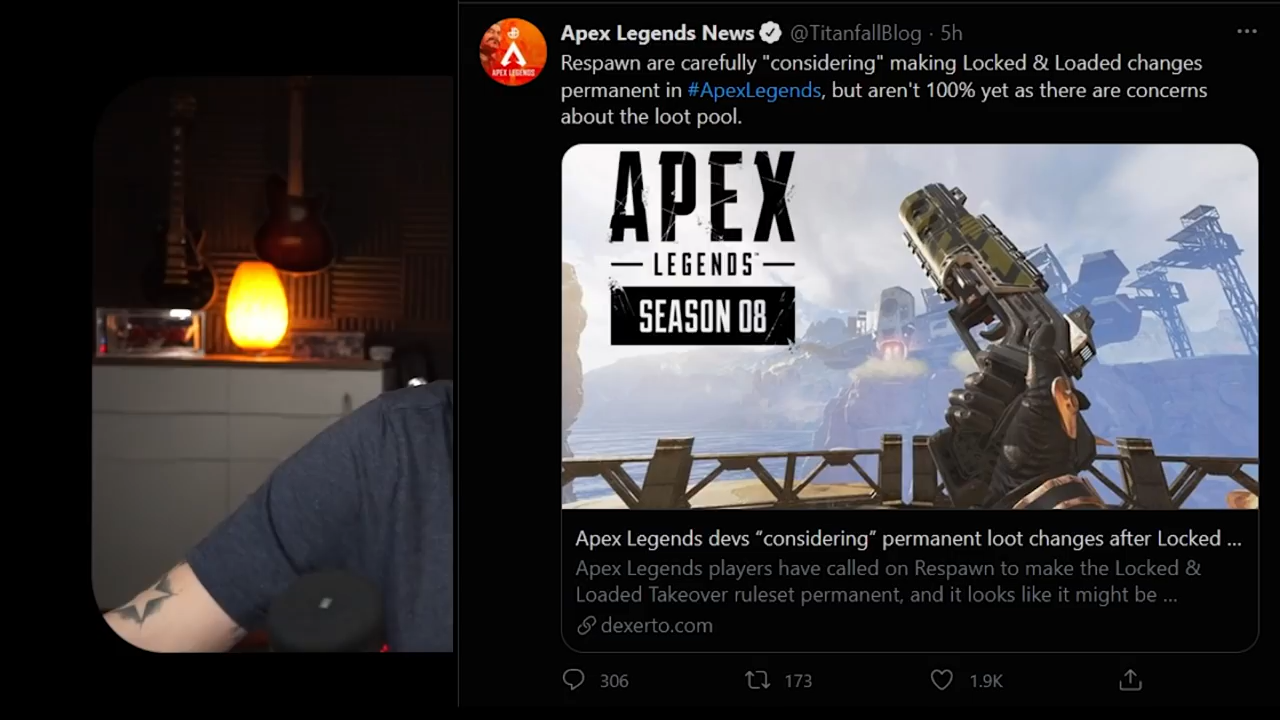 Apex Legends News @TitanfallBlog · 5h
Respawn are carefully "considering" making Locked & Loaded changes
permanent in #ApexLegends, but aren't 100% yet as there are concerns
about the loot pool.
APEX LEGENDS
APEX
LEGENDS™
SEASON 08
Apex Legends devs “considering” permanent loot changes after Locked ...
Apex Legends players have called on Respawn to make the Locked &
Loaded Takeover ruleset permanent, and it looks like it might be ...
dexerto.com
306 173 1.9K